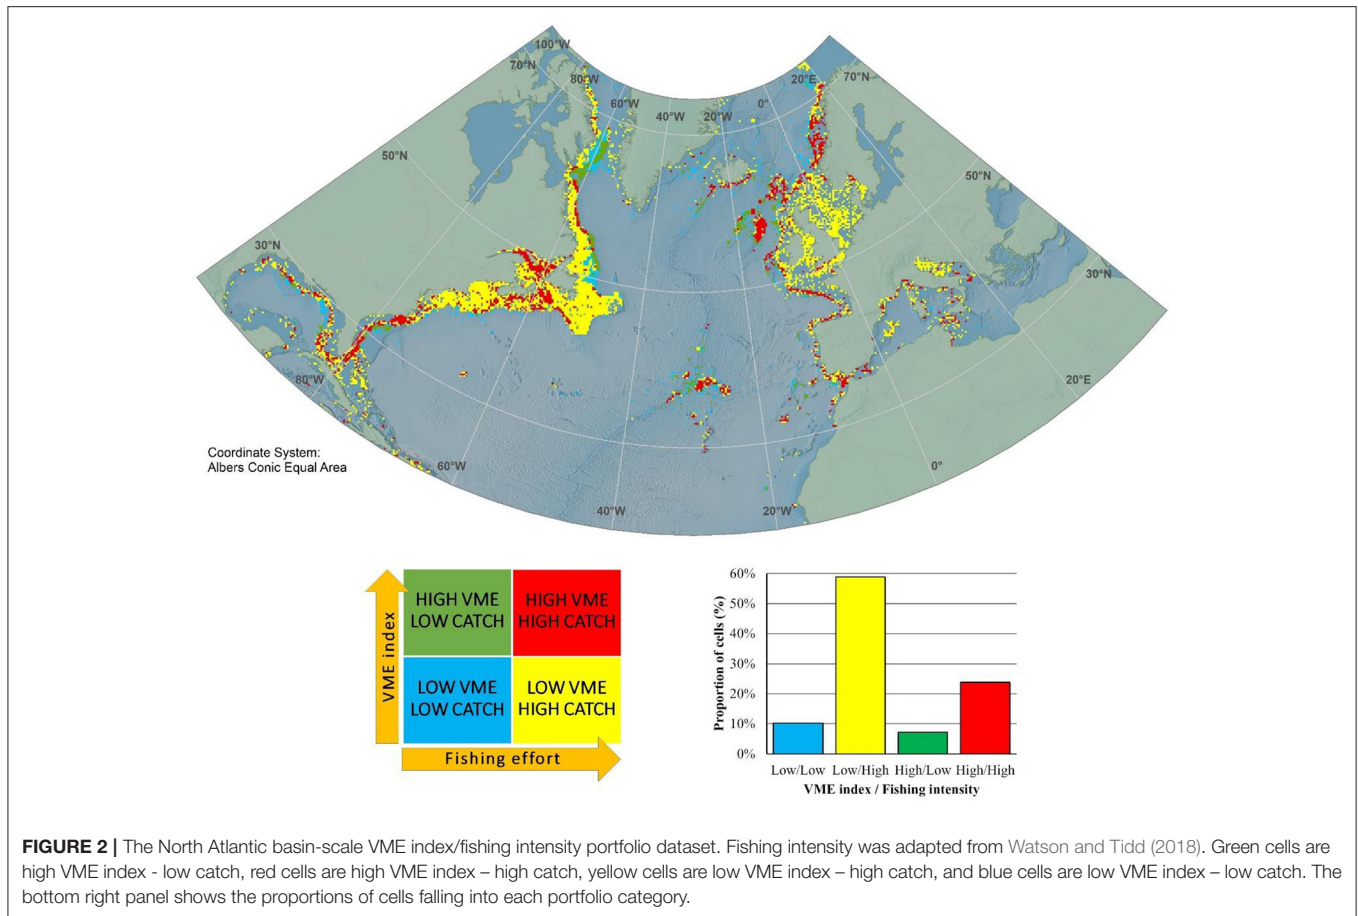 100°W
70°N
80°W
60°W
40°W
20°W
0°
20°E
70°N
50°N
50°N
30°N
30°N
80°W
20°E
Coordinate System:
Albers Conic Equal Area
60°W
0°
40°W
20°W
VME index
HIGH VME
LOW CATCH
HIGH VME
HIGH CATCH
LOW VME
LOW CATCH
LOW VME
HIGH CATCH
Fishing effort
Proportion of cells (%)
60%
50%
40%
30%
20%
10%
0%
Low/Low Low/High High/Low High/High
VME index / Fishing intensity
FIGURE 2 | The North Atlantic basin-scale VME index/fishing intensity portfolio dataset. Fishing intensity was adapted from Watson and Tidd (2018). Green cells are
high VME index - low catch, red cells are high VME index – high catch, yellow cells are low VME index – high catch, and blue cells are low VME index – low catch. The
bottom right panel shows the proportions of cells falling into each portfolio category.